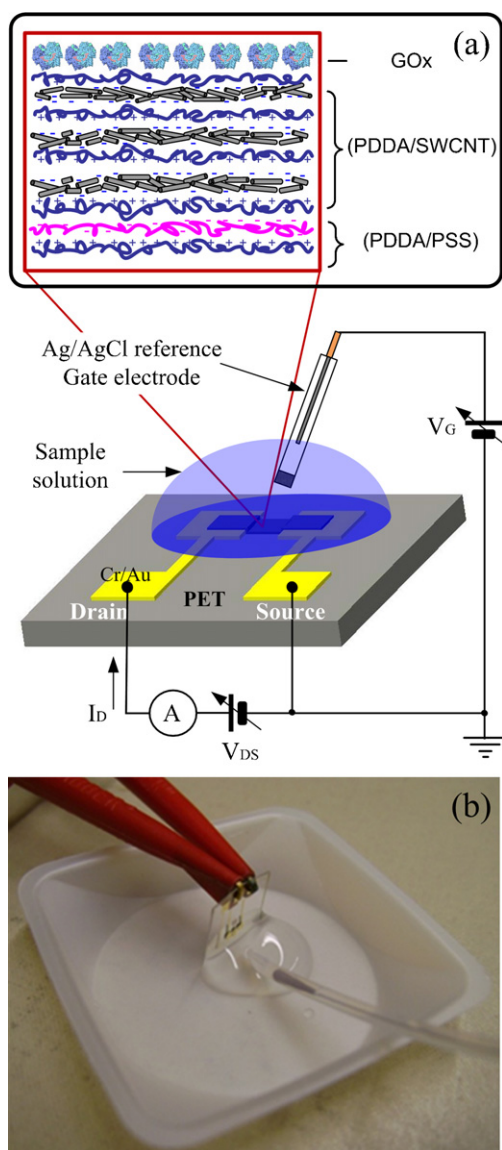 (a)
GOx
(PDDA/SWCNT)
(PDDA/PSS)
Ag/AgCl reference
Gate electrode
VG
Sample
solution
Cr/Au
Drain
PET
Source
ID
A
VDS
(b)